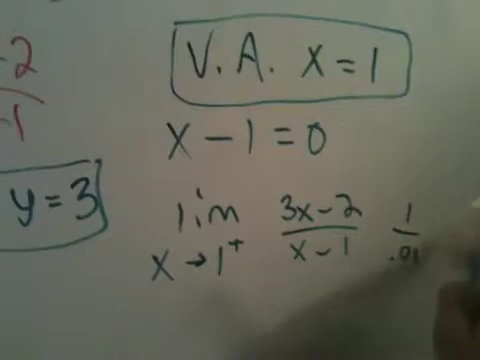 -2
-1
V.A. x=1
x-1=0
y=3
lim 3x-2 1
x→1⁺ x-1 .01